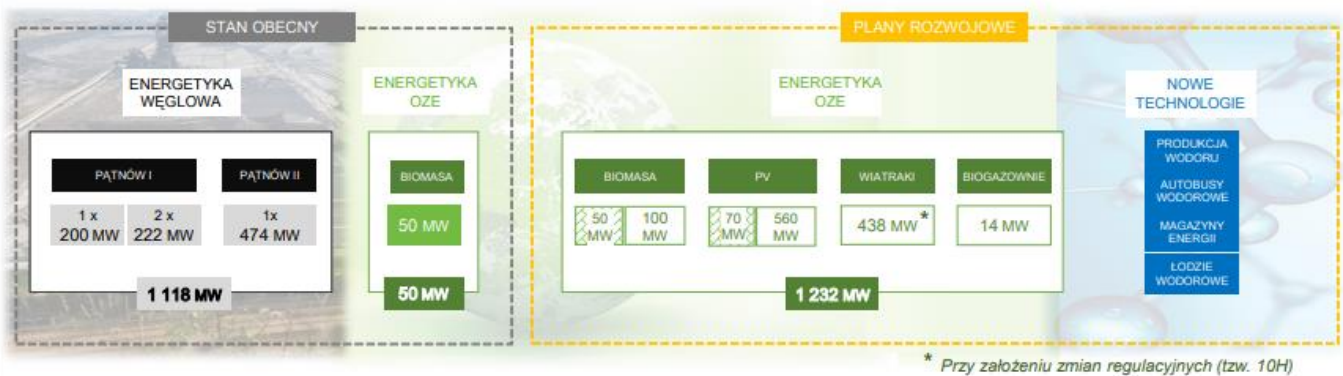 STAN OBECNY
ENERGETYKA
WĘGLOWA
PĄTNÓW I
PĄTNÓW II
1 x
200 MW
2 x
222 MW
1x
474 MW
1 118 MW
ENERGETYKA
OZE
BIOMASA
50 MW
50 MW
PLANY ROZWOJOWE
ENERGETYKA
OZE
BIOMASA
50
MW
100
MW
PV
70
MW
560
MW
WIATRAKI
438 MW*
BIOGAZOWNIE
14 MW
1 232 MW
NOWE
TECHNOLOGIE
PRODUKCJA
WODORU
AUTOBUSY
WODOROWE
MAGAZYNY
ENERGII
ŁODZIE
WODOROWE
* Przy założeniu zmian regulacyjnych (tzw. 10H)